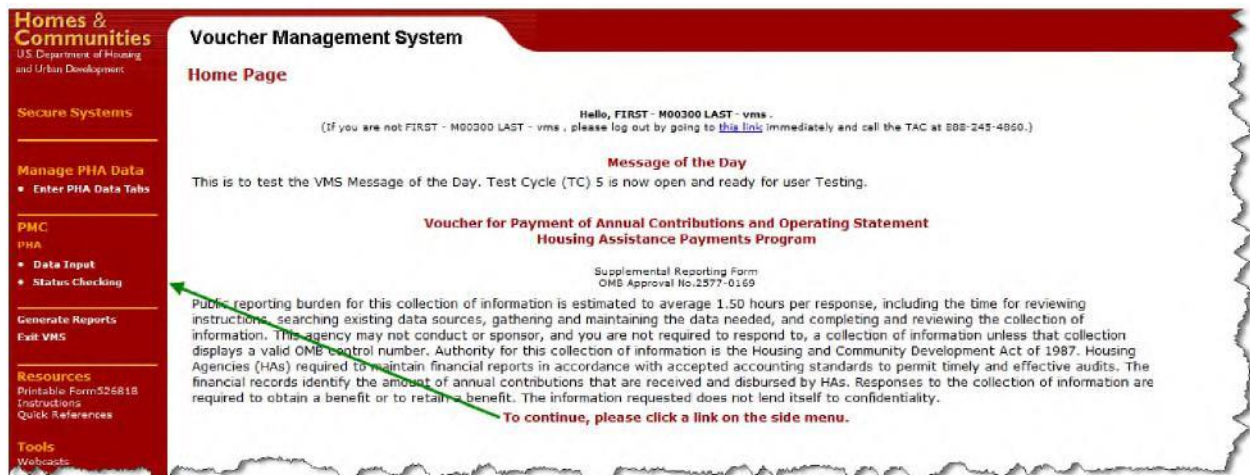 Homes &
Communities
U.S. Department of Housing
and Urban Development
Secure Systems
Manage PHA Data
• Enter PHA Data Tabs
PMC
PHA
• Data Input
• Status Checking
Generate Reports
Exit VMS
Resources
Printable Form526818
Instructions
Quick References
Tools
Webcasts
Voucher Management System
Home Page
Hello, FIRST - M00300 LAST - vms .
(If you are not FIRST - M00300 LAST - vms , please log out by going to this link immediately and call the TAC at 888-245-4860.)
Message of the Day
This is to test the VMS Message of the Day. Test Cycle (TC) 5 is now open and ready for user Testing.
Voucher for Payment of Annual Contributions and Operating Statement
Housing Assistance Payments Program
Supplemental Reporting Form
OMB Approval No.2577-0169
Public reporting burden for this collection of information is estimated to average 1.50 hours per response, including the time for reviewing
instructions, searching existing data sources, gathering and maintaining the data needed, and completing and reviewing the collection of
information. This agency may not conduct or sponsor, and you are not required to respond to, a collection of information unless that collection
displays a valid OMB control number. Authority for this collection of information is the Housing and Community Development Act of 1987. Housing
Agencies (HAs) required to maintain financial reports in accordance with accepted accounting standards to permit timely and effective audits. The
financial records identify the amount of annual contributions that are received and disbursed by HAs. Responses to the collection of information are
required to obtain a benefit or to retain a benefit. The information requested does not lend itself to confidentiality.
To continue, please click a link on the side menu.